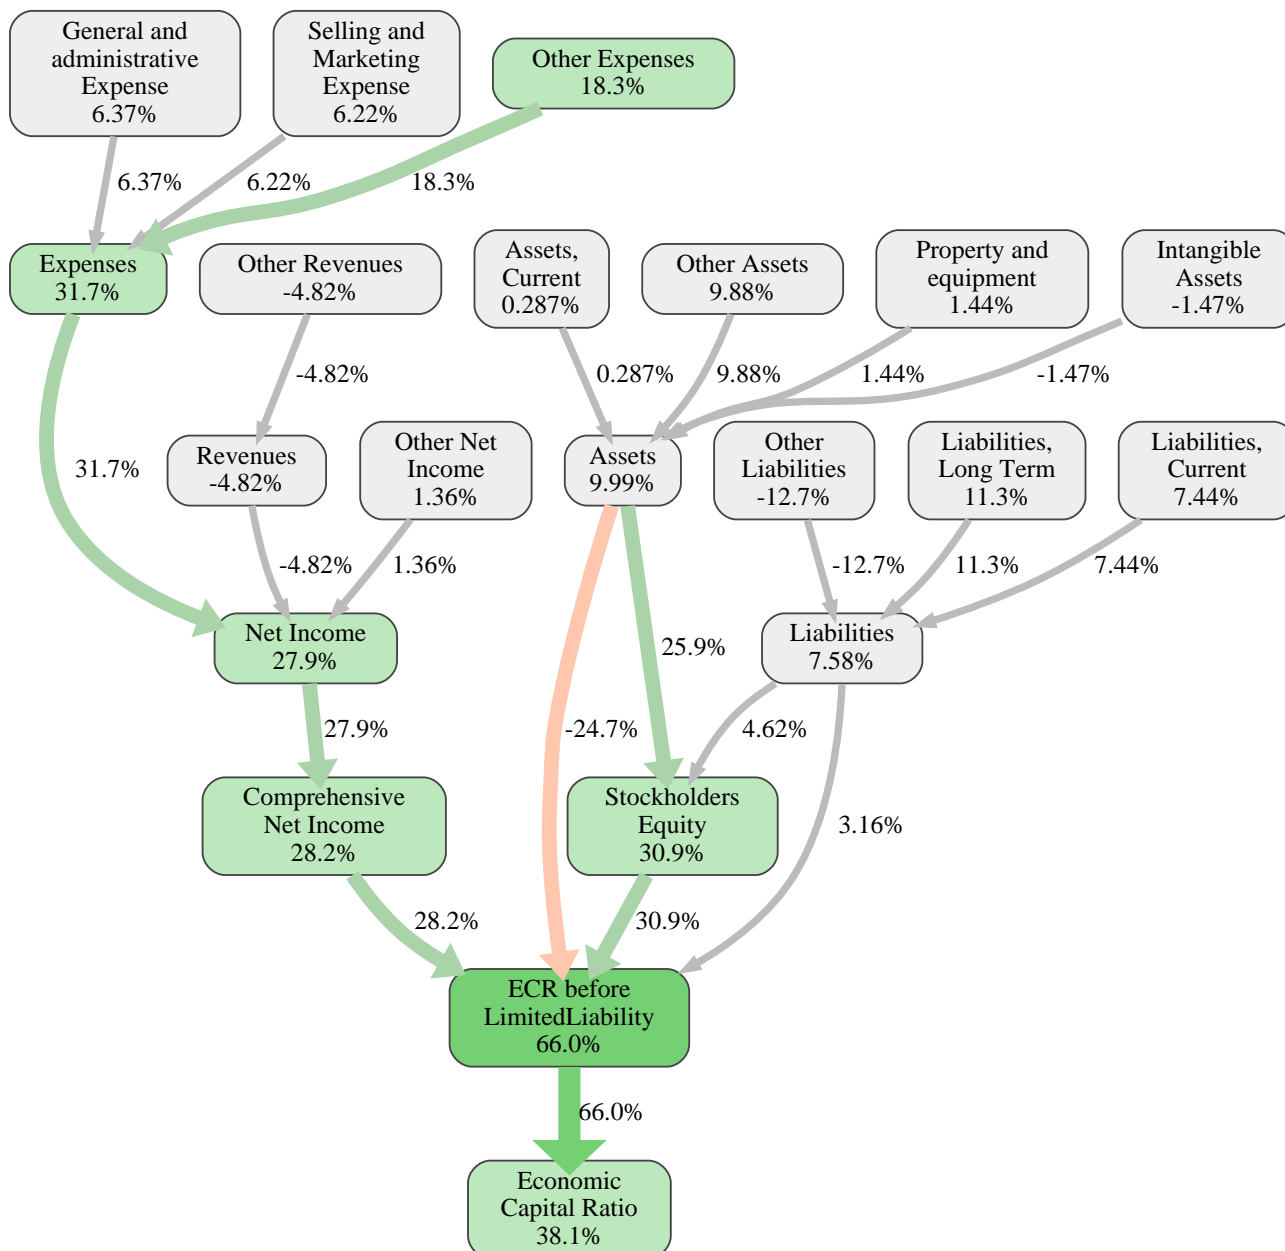 General and
administrative
Expense
6.37%
Selling and
Marketing
Expense
6.22%
Other Expenses
18.3%
6.37%
6.22%
18.3%
Expenses
31.7%
Other Revenues
-4.82%
Assets,
Current
0.287%
Other Assets
9.88%
Property and
equipment
1.44%
Intangible
Assets
-1.47%
-4.82%
0.287%
9.88%
1.44%
-1.47%
31.7%
Revenues
-4.82%
Other Net
Income
1.36%
Assets
9.99%
Other
Liabilities
-12.7%
Liabilities,
Long Term
11.3%
Liabilities,
Current
7.44%
-4.82%
1.36%
-12.7%
11.3%
7.44%
Net Income
27.9%
Liabilities
7.58%
25.9%
27.9%
-24.7%
4.62%
Comprehensive
Net Income
28.2%
Stockholders
Equity
30.9%
3.16%
28.2%
30.9%
ECR before
LimitedLiability
66.0%
66.0%
Economic
Capital Ratio
38.1%